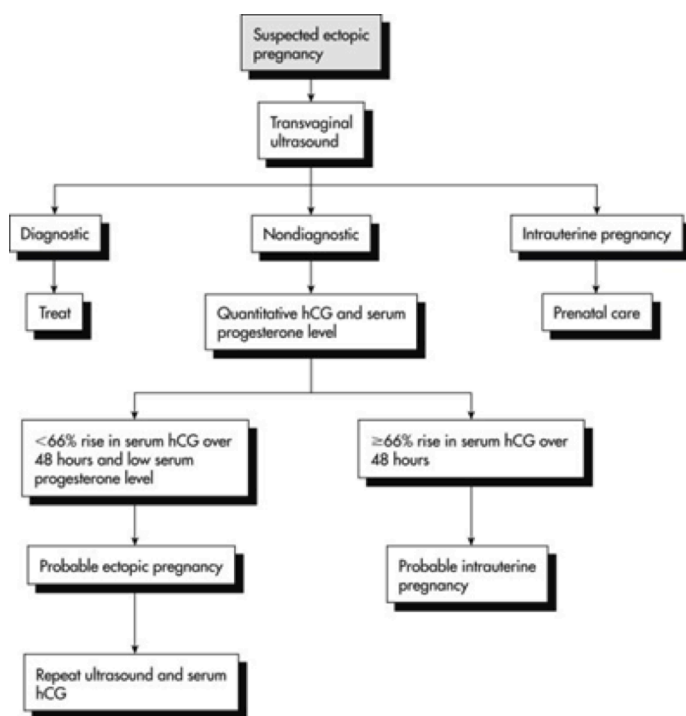 Suspected ectopic
pregnancy
Transvaginal
ultrasound
Diagnostic
Nondiagnostic
Intrauterine pregnancy
Treat
Quantitative hCG and serum
progesterone level
Prenatal care
<66% rise in serum hCG over
48 hours and low serum
progesterone level
≥66% rise in serum hCG over
48 hours
Probable ectopic pregnancy
Probable intrauterine
pregnancy
Repeat ultrasound and serum
hCG